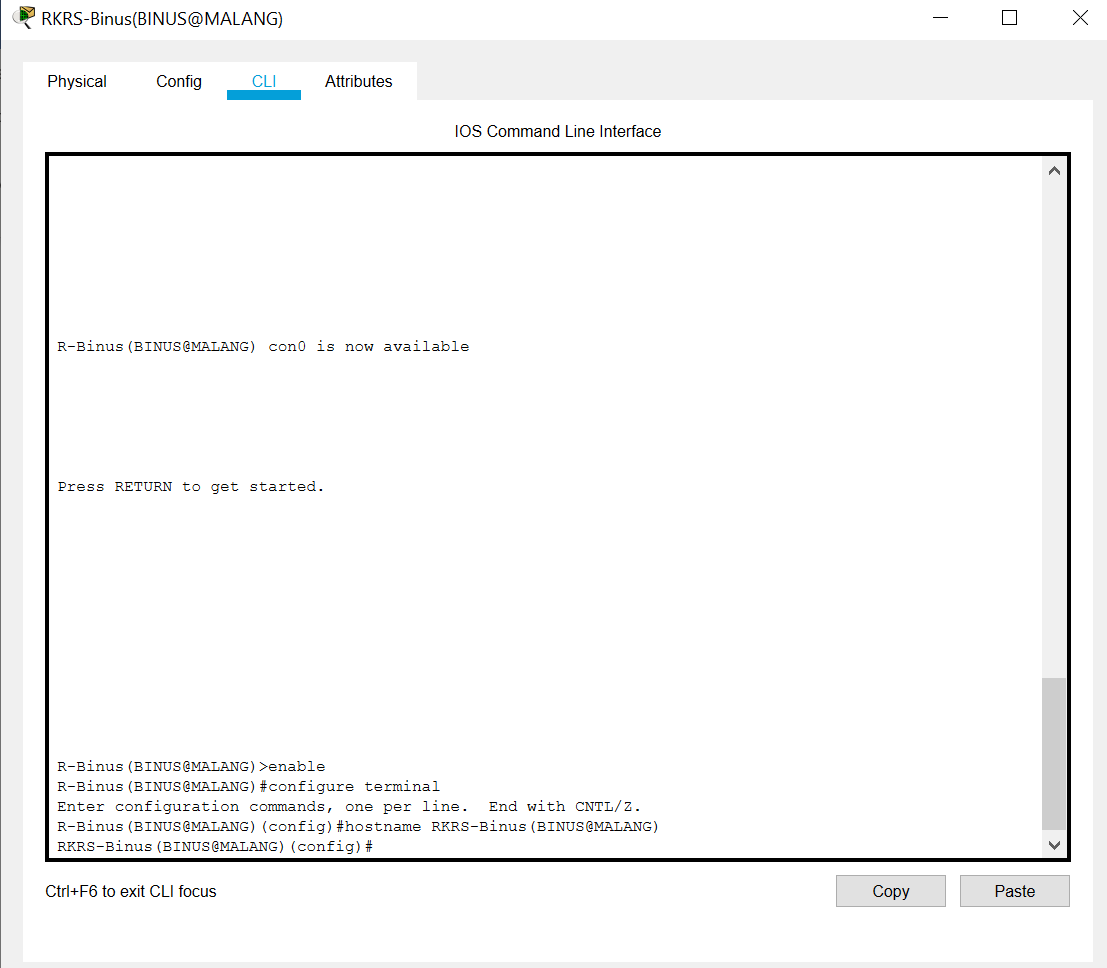 RKRS-Binus(BINUS@MALANG)
Physical Config CLI Attributes
IOS Command Line Interface
R-Binus(BINUS@MALANG) con0 is now available
Press RETURN to get started.
R-Binus(BINUS@MALANG)>enable
R-Binus(BINUS@MALANG)#configure terminal
Enter configuration commands, one per line.  End with CNTL/Z.
R-Binus(BINUS@MALANG)(config)#hostname RKRS-Binus(BINUS@MALANG)
RKRS-Binus(BINUS@MALANG)(config)#
Ctrl+F6 to exit CLI focus
Copy Paste